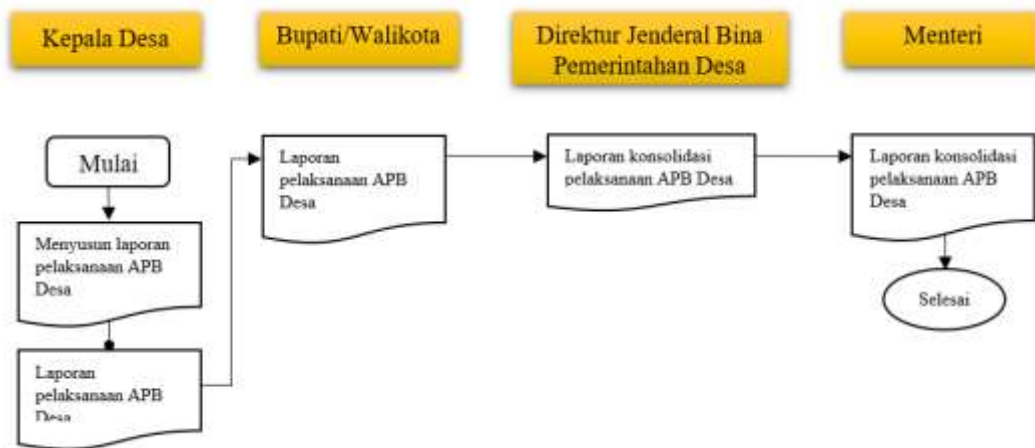 Kepala Desa
Bupati/Walikota
Direktur Jenderal Bina
Pemerintahan Desa
Menteri
Mulai
Menyusun laporan
pelaksanaan APB
Desa
Laporan
pelaksanaan APB
Desa
Laporan
pelaksanaan APB
Desa
Laporan konsolidasi
pelaksanaan APB Desa
Laporan konsolidasi
pelaksanaan APB
Desa
Selesai